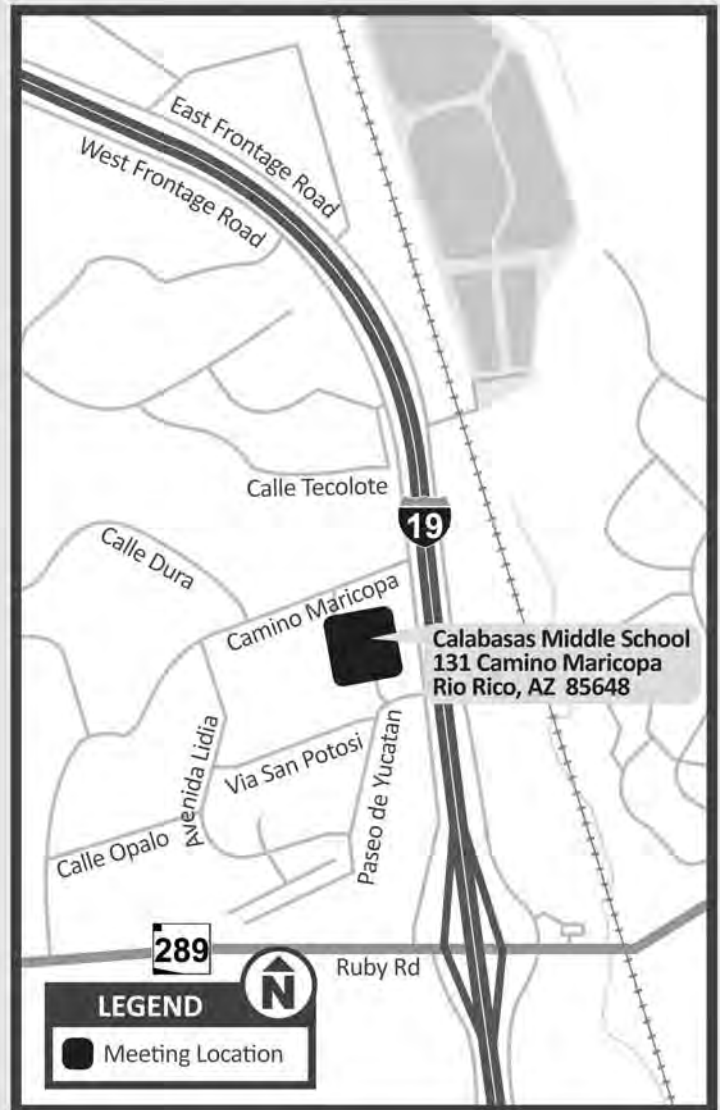 East Frontage Road
West Frontage Road
Calle Tecolote
19
Calle Dura
Camino Maricopa
Calabasas Middle School
131 Camino Maricopa
Rio Rico, AZ 85648
Avenida Lidia
Via San Potosi
Paseo de Yucatan
Calle Opalo
289
Ruby Rd
N
LEGEND
Meeting Location